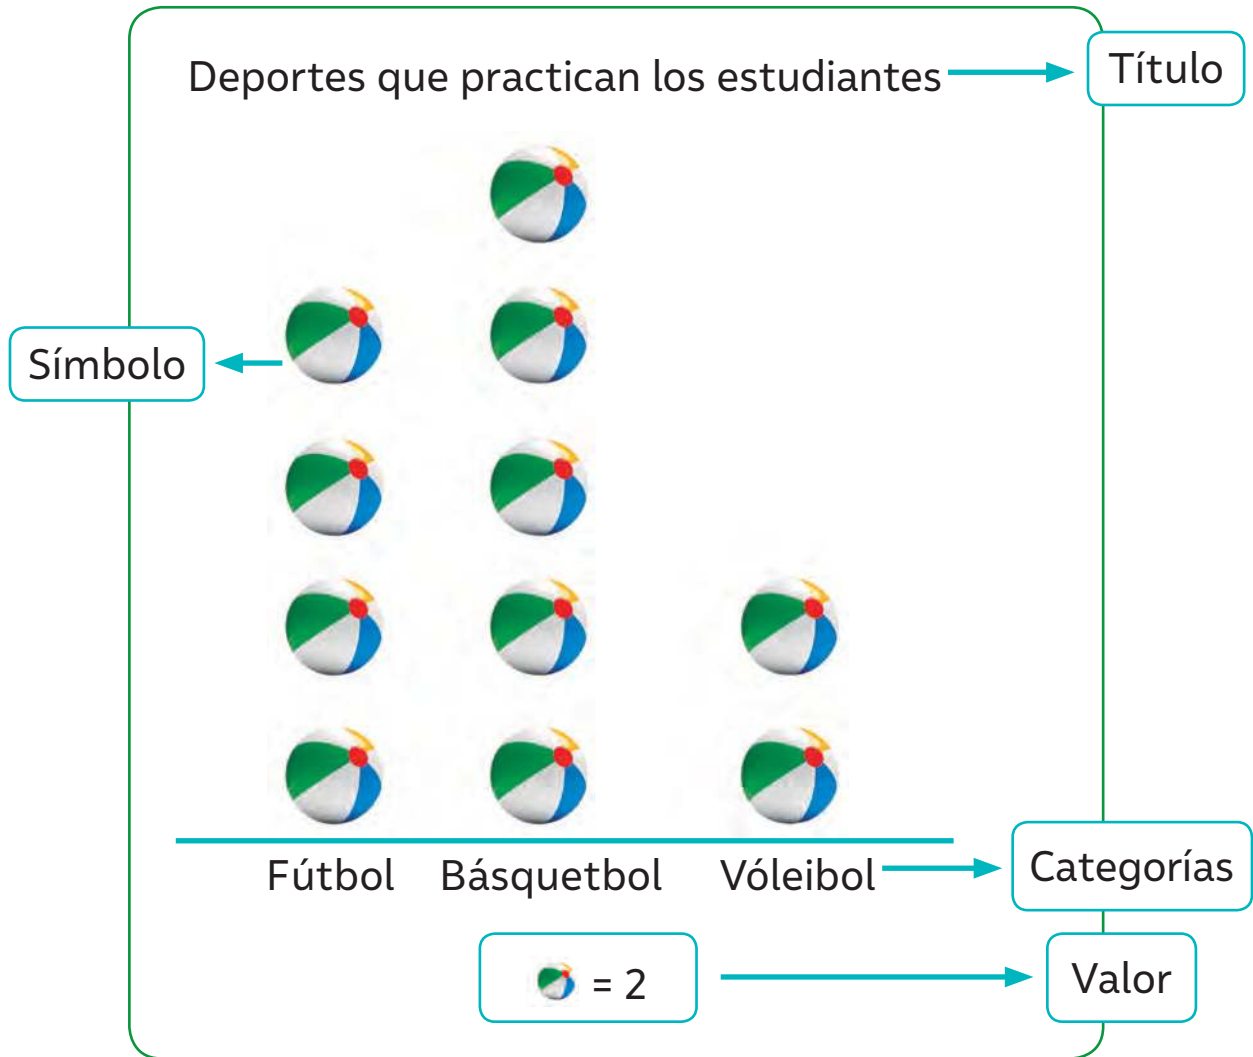 Deportes que practican los estudiantes
Título
Símbolo
Fútbol Básquetbol Vóleibol
Categorías
= 2
Valor